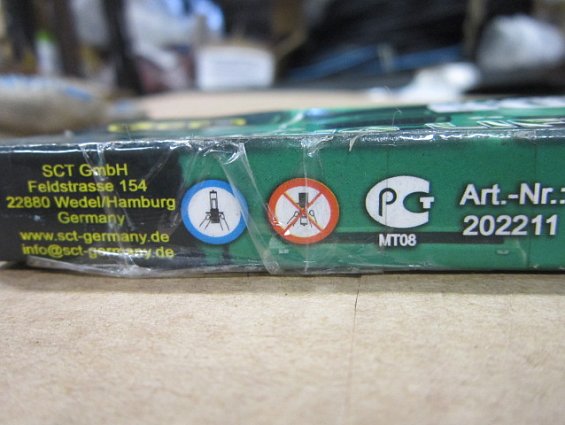 SCT GmbH
Feldstrasse 154
22880 Wedel/Hamburg
Germany
www.sct-germany.de
info@sct-germany.de
РСТ
MT08
Art.-Nr.:
202211